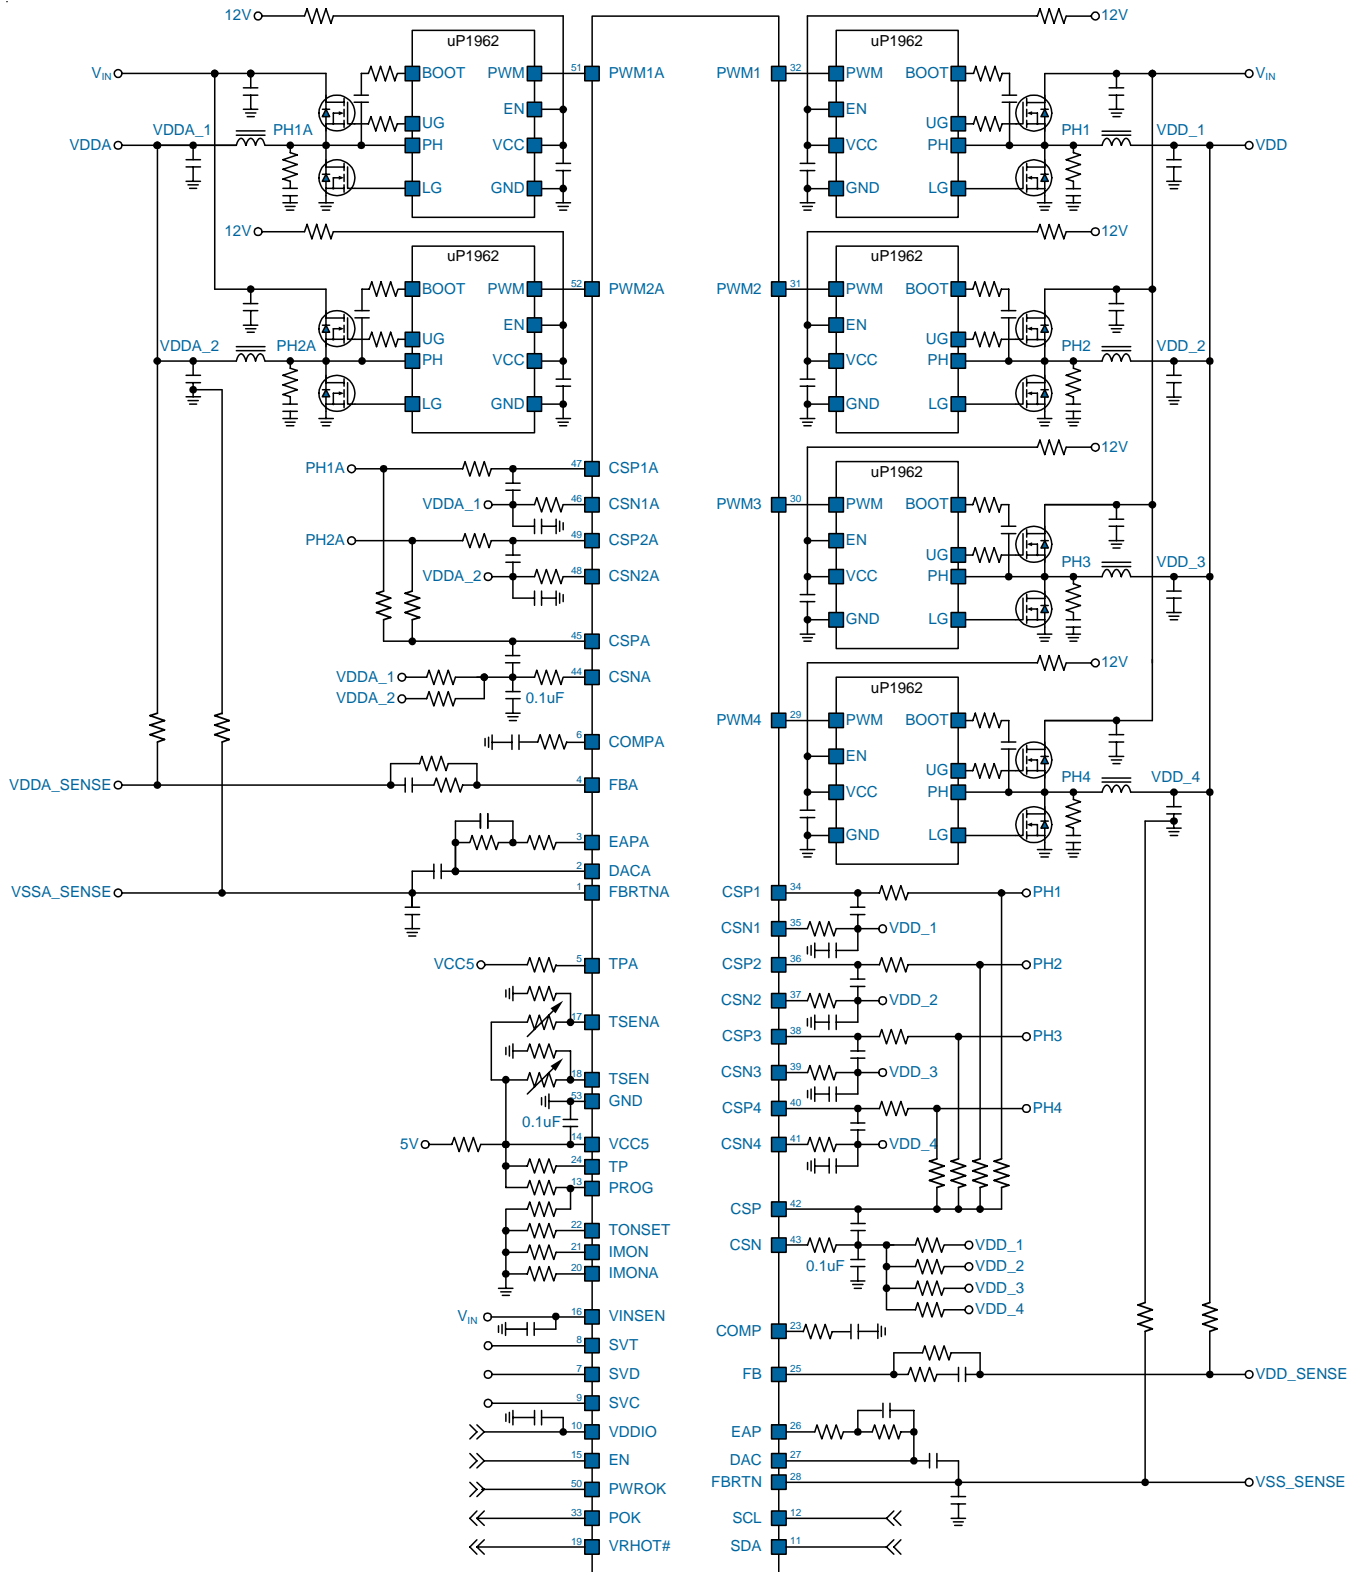 12V
12V
uP1962
uP1962
VIN
BOOT
PWM
51
PWM1A
PWM1
32
PWM
BOOT
VIN
EN
EN
UG
UG
VDDA_1
PH1A
PH1
VDD_1
VDDA
PH
VCC
VCC
PH
VDD
LG
GND
GND
LG
12V
12V
uP1962
uP1962
BOOT
PWM
52
PWM2A
PWM2
31
PWM
BOOT
EN
EN
UG
UG
VDDA_2
PH2A
PH2
VDD_2
PH
VCC
VCC
PH
LG
GND
GND
LG
12V
PH1A
47
CSP1A
uP1962
VDDA_1
46
CSN1A
PWM3
30
PWM
BOOT
PH2A
49
CSP2A
EN
UG
PH3
VDD_3
VDDA_2
48
CSN2A
VCC
PH
GND
LG
45
CSPA
12V
VDDA_1
44
CSNA
uP1962
VDDA_2
0.1uF
PWM4
29
PWM
BOOT
6
COMPA
EN
UG
PH4
VDD_4
VDDA_SENSE
4
FBA
VCC
PH
3
EAPA
GND
LG
2
DACA
VSSA_SENSE
1
FBRTNA
CSP1
34
PH1
CSN1
35
VDD_1
VCC5
5
TPA
CSP2
36
PH2
CSN2
37
VDD_2
17
TSENA
CSP3
38
PH3
CSN3
39
VDD_3
18
TSEN
53
GND
CSP4
40
PH4
0.1uF
5V
14
VCC5
CSN4
41
VDD_4
24
TP
13
PROG
CSP
42
22
TONSET
CSN
43
VDD_1
21
IMON
0.1uF
VDD_2
20
IMONA
VDD_3
VDD_4
VIN
16
VINSEN
COMP
23
8
SVT
7
SVD
FB
25
VDD_SENSE
9
SVC
10
VDDIO
EAP
26
15
EN
DAC
27
FBRTN
28
VSS_SENSE
50
PWROK
33
POK
SCL
12
19
VRHOT#
SDA
11